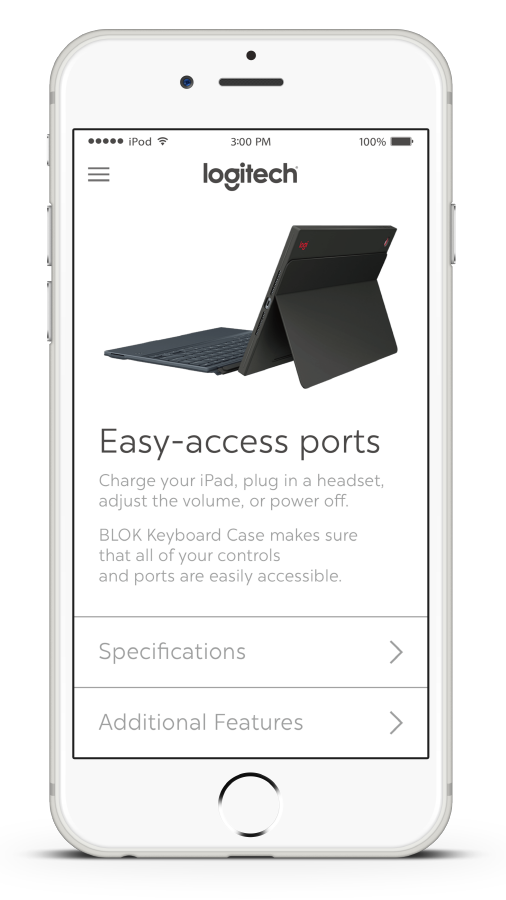 iPod 3:00 PM 100%
logitech
lg
Easy-access ports
Charge your iPad, plug in a headset,
adjust the volume, or power off.
BLOK Keyboard Case makes sure
that all of your controls
and ports are easily accessible.
Specifications
Additional Features